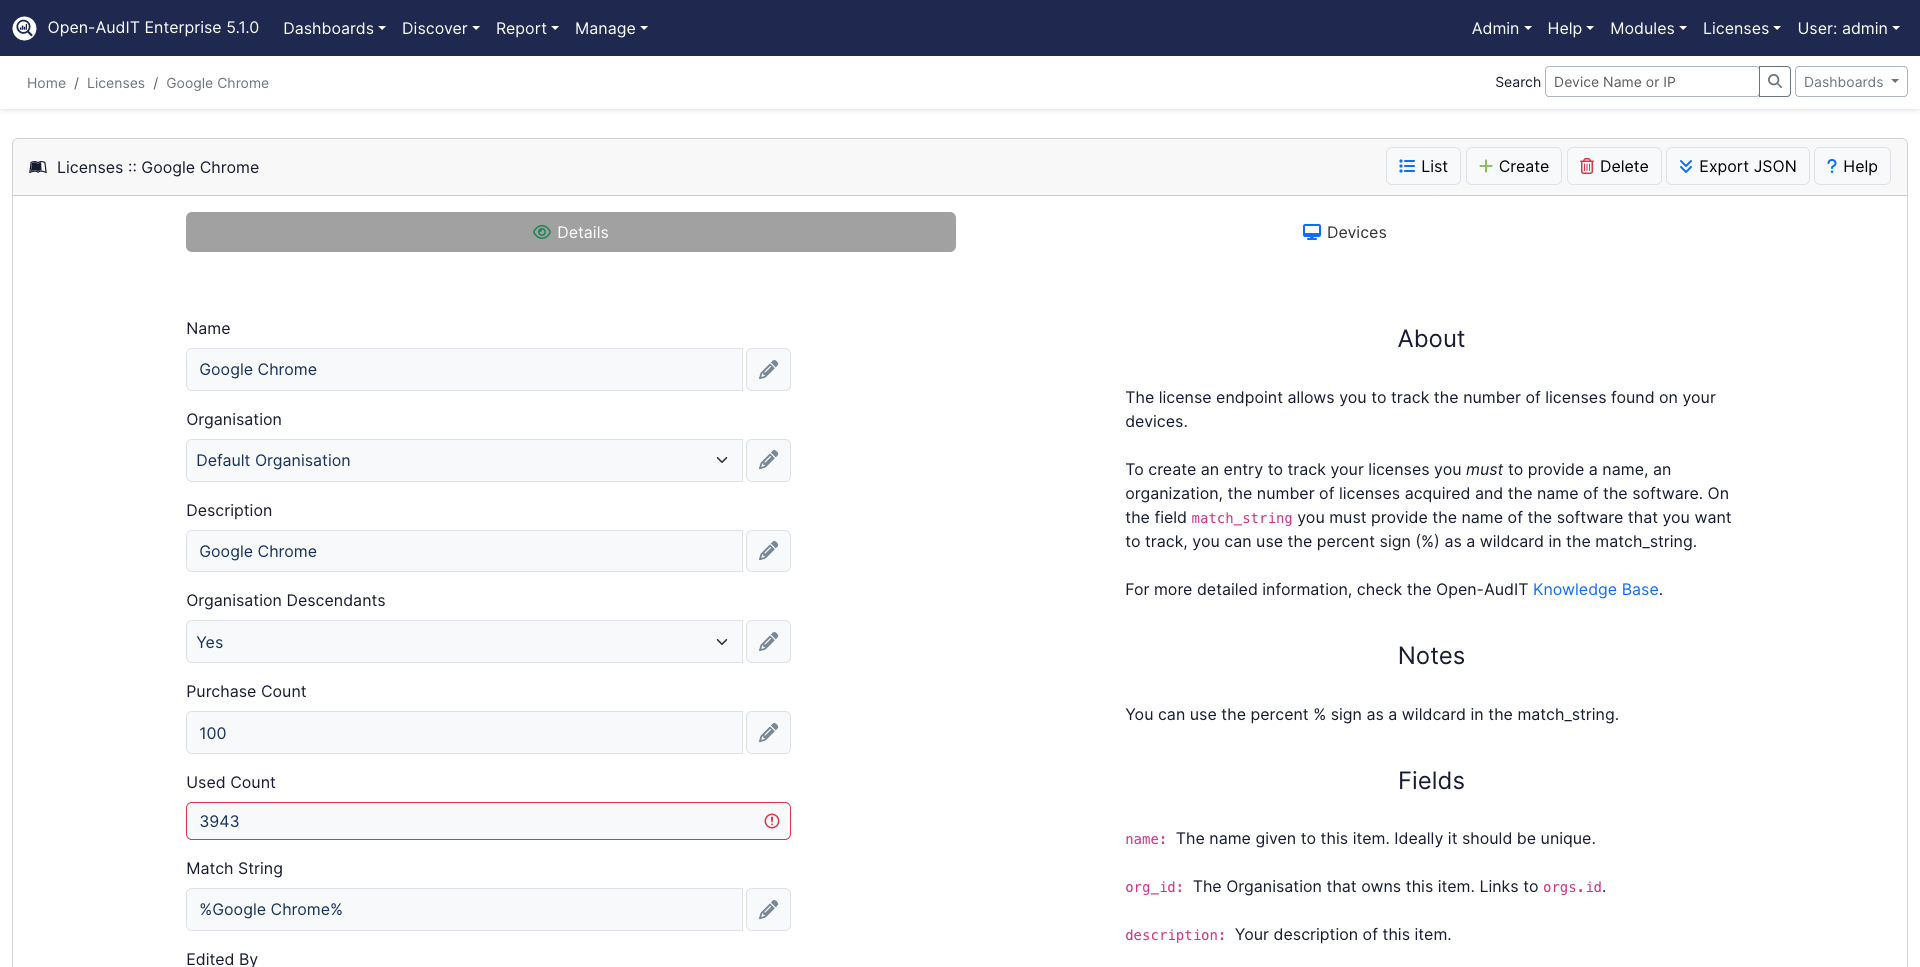 Open-AudIT Enterprise 5.1.0 Dashboards Discover Report Manage Admin Help Modules Licenses User: admin
Home / Licenses / Google Chrome Search Device Name or IP Dashboards
Licenses :: Google Chrome List Create Delete Export JSON ? Help
Details Devices
Name
Google Chrome
Organisation
Default Organisation
Description
Google Chrome
Organisation Descendants
Yes
Purchase Count
100
Used Count
3943
Match String
%Google Chrome%
Edited By
About
The license endpoint allows you to track the number of licenses found on your
devices.
To create an entry to track your licenses you must to provide a name, an
organization, the number of licenses acquired and the name of the software. On
the field match_string you must provide the name of the software that you want
to track, you can use the percent sign (%) as a wildcard in the match_string.
For more detailed information, check the Open-AudIT Knowledge Base.
Notes
You can use the percent % sign as a wildcard in the match_string.
Fields
name: The name given to this item. Ideally it should be unique.
org_id: The Organisation that owns this item. Links to orgs.id.
description: Your description of this item.